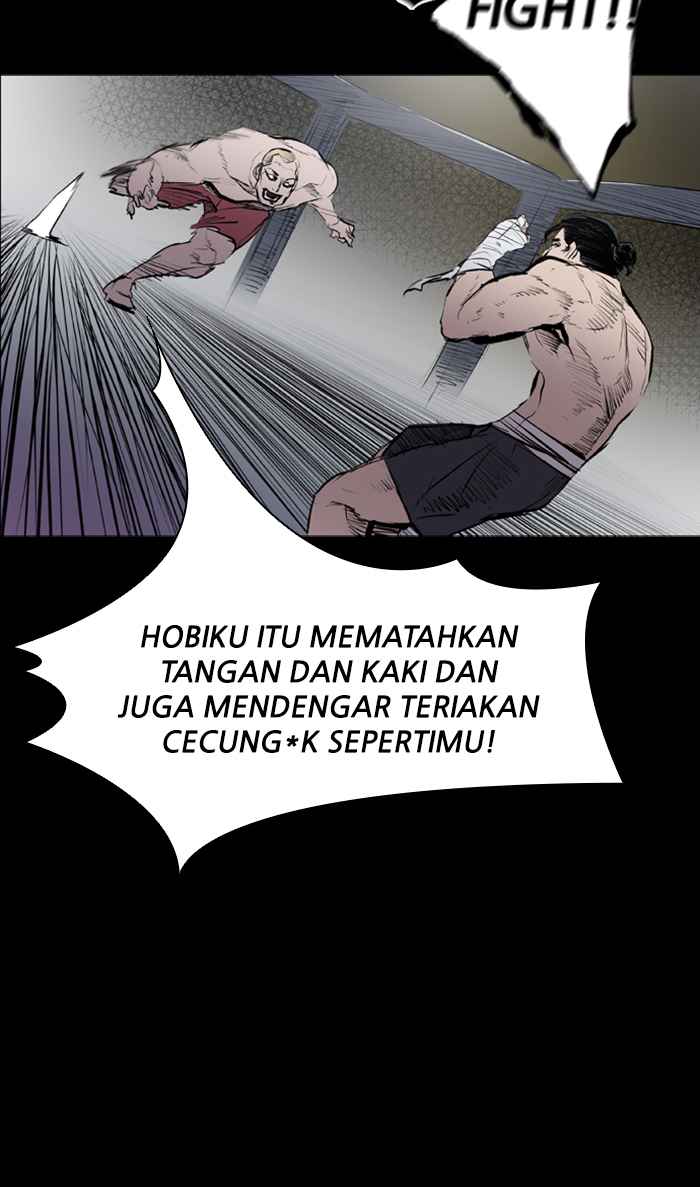 FIGHT!!
HOBIKU ITU MEMATAHKAN
TANGAN DAN KAKI DAN
JUGA MENDENGAR TERIAKAN
CECUNG*K SEPERTIMU!